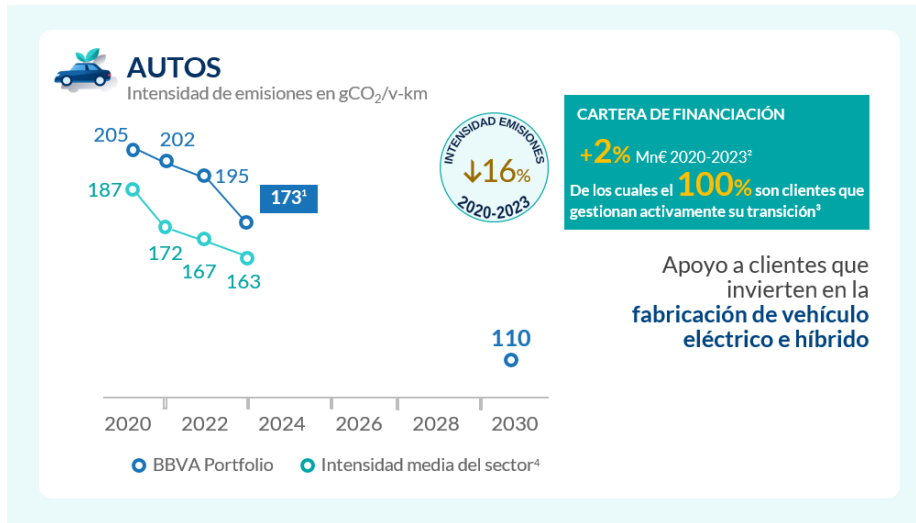 AUTOS
Intensidad de emisiones en gCO₂/v-km
205
202
195
173¹
187
172
167
163
110
2020
2022
2024
2026
2028
2030
BBVA Portfolio
Intensidad media del sector⁴
INTENSIDAD EMISIONES
↓16%
2020-2023
CARTERA DE FINANCIACIÓN
+2% Mn€ 2020-2023²
De los cuales el 100% son clientes que
gestionan activamente su transición³
Apoyo a clientes que
invierten en la
fabricación de vehículo
eléctrico e híbrido